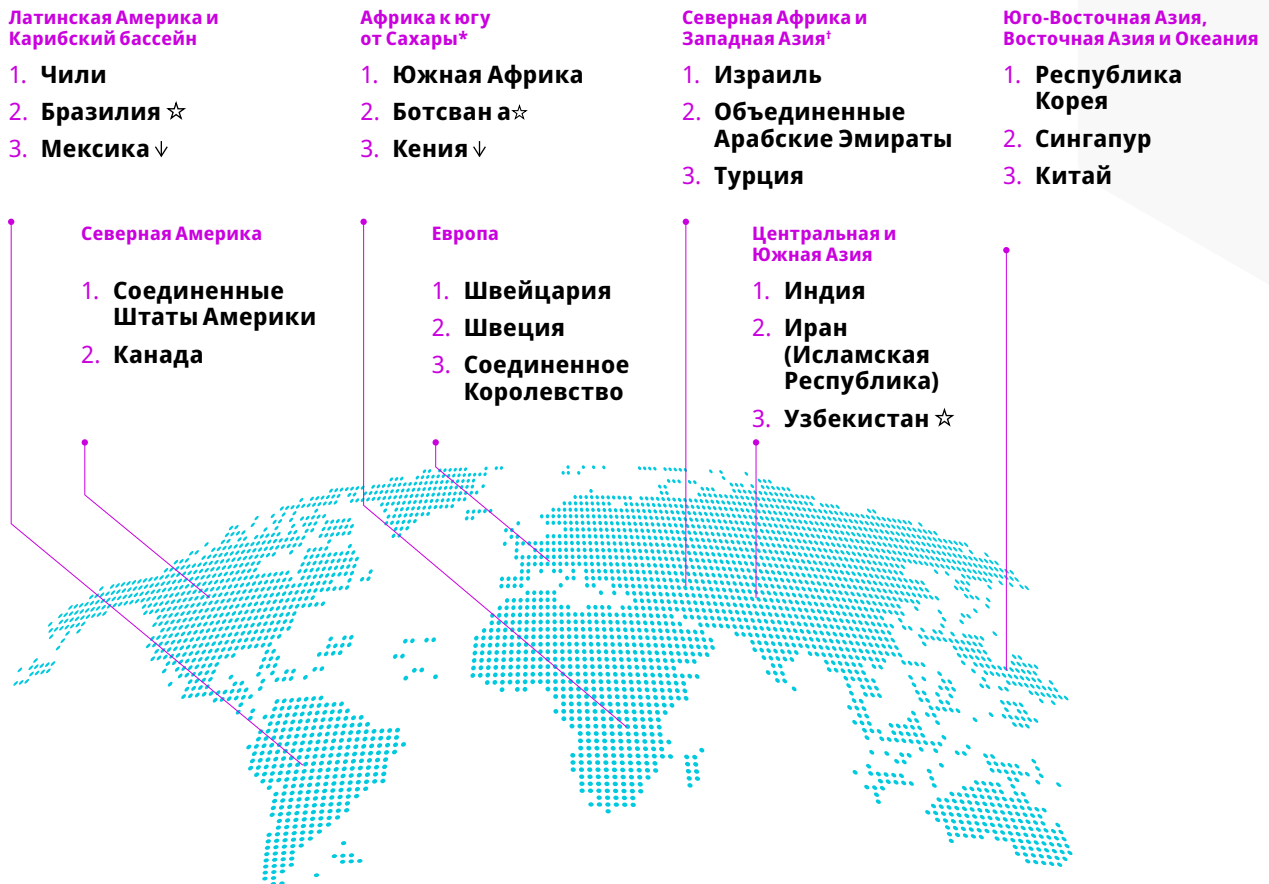 Латинская Америка и
Карибский бассейн
1. Чили
2. Бразилия ☆
3. Мексика ↓
Африка к югу
от Сахары*
1. Южная Африка
2. Ботсван а☆
3. Кения ↓
Северная Африка и
Западная Азия†
1. Израиль
2. Объединенные
Арабские Эмираты
3. Турция
Юго-Восточная Азия,
Восточная Азия и Океания
1. Республика
Корея
2. Сингапур
3. Китай
Северная Америка
1. Соединенные
Штаты Америки
2. Канада
Европа
1. Швейцария
2. Швеция
3. Соединенное
Королевство
Центральная и
Южная Азия
1. Индия
2. Иран
(Исламская
Республика)
3. Узбекистан ☆